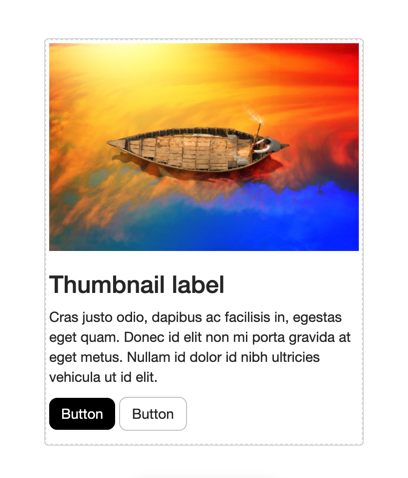 Thumbnail label
Cras justo odio, dapibus ac facilisis in, egestas
eget quam. Donec id elit non mi porta gravida at
eget metus. Nullam id dolor id nibh ultricies
vehicula ut id elit.
Button Button